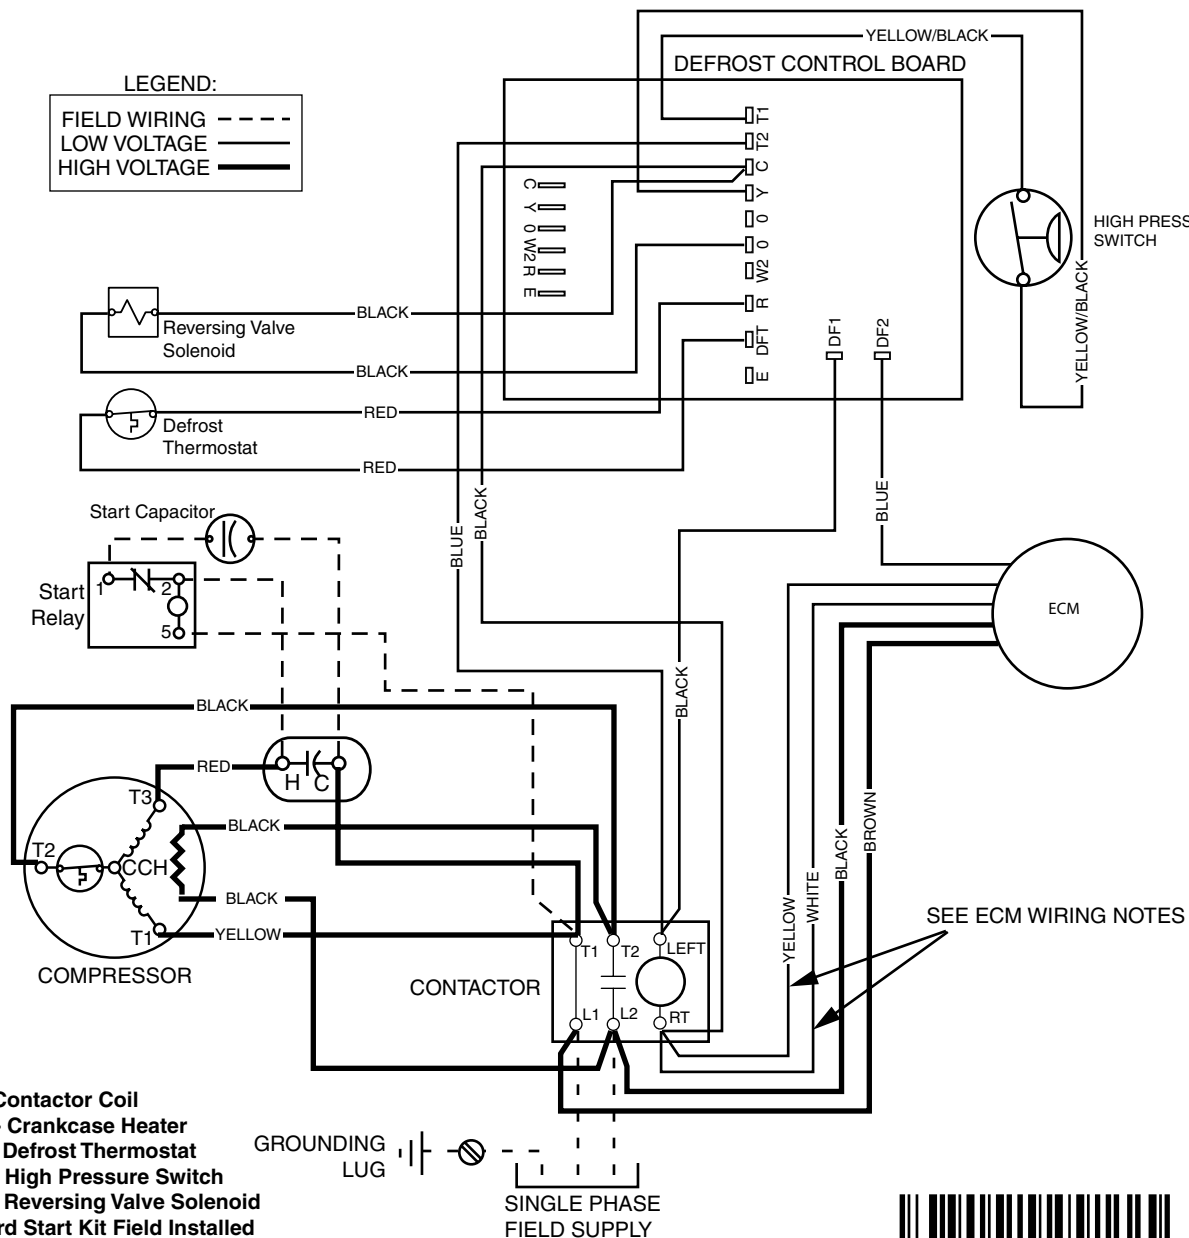 YELLOW/BLACK
DEFROST CONTROL BOARD
LEGEND:
FIELD WIRING
LOW VOLTAGE
HIGH VOLTAGE
T1
T2
C
Y
0
0
W2
R
DFT
E
C
Y
0
W2
R
E
DF1
DF2
HIGH PRESS
SWITCH
YELLOW/BLACK
BLACK
Reversing Valve
Solenoid
BLACK
RED
Defrost
Thermostat
RED
BLUE
BLACK
BLUE
Start Capacitor
Start
Relay
1
2
5
ECM
BLACK
BLACK
RED
H
C
T3
BLACK
T2
CCH
BLACK
T1
YELLOW
COMPRESSOR
YELLOW
WHITE
BLACK
BROWN
SEE ECM WIRING NOTES
CONTACTOR
T1
T2
LEFT
L1
L2
RT
Contactor Coil
Crankcase Heater
Defrost Thermostat
High Pressure Switch
Reversing Valve Solenoid
rd Start Kit Field Installed
GROUNDING
LUG
SINGLE PHASE
FIELD SUPPLY